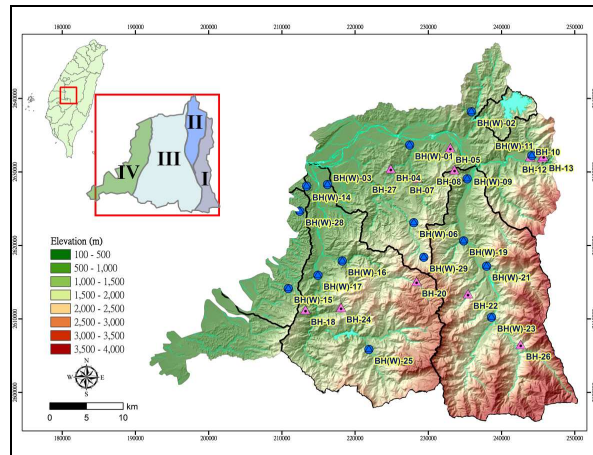 180000
190000
200000
210000
220000
230000
240000
250000
II
III
IV
I
BH(W)-02
BH(W)-11
BH-10
BH(W)-01
BH-05
BH-12
BH-13
BH-04
BH-27
BH-07
BH-08
BH(W)-09
BH(W)-03
BH(W)-14
BH(W)-28
BH(W)-06
BH(W)-19
BH(W)-29
BH(W)-16
BH(W)-21
BH(W)-17
BH-20
BH(W)-15
BH-22
BH-18
BH-24
BH(W)-23
BH-26
BH(W)-25
Elevation (m)
100 - 500
500 - 1,000
1,000 - 1,500
1,500 - 2,000
2,000 - 2,500
2,500 - 3,000
3,000 - 3,500
3,500 - 4,000
N
W E
S
0 5 10 km
180000
190000
200000
210000
220000
230000
240000
250000